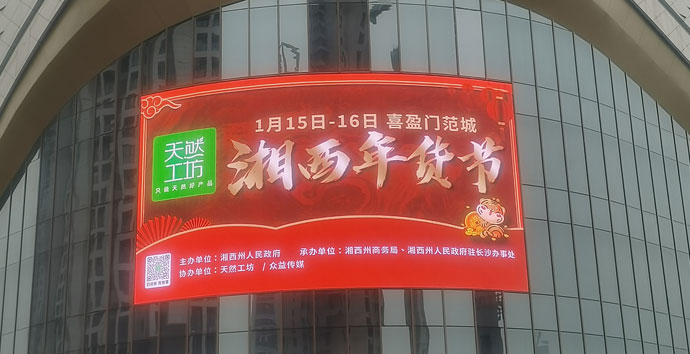 1月15日-16日 喜盈门范城
天然
工坊
只做天然好产品
湘西年货节
主办单位：湘西州人民政府 承办单位：湘西州商务局、湘西州人民政府驻长沙办事处
协办单位：天然工坊 / 众益传媒